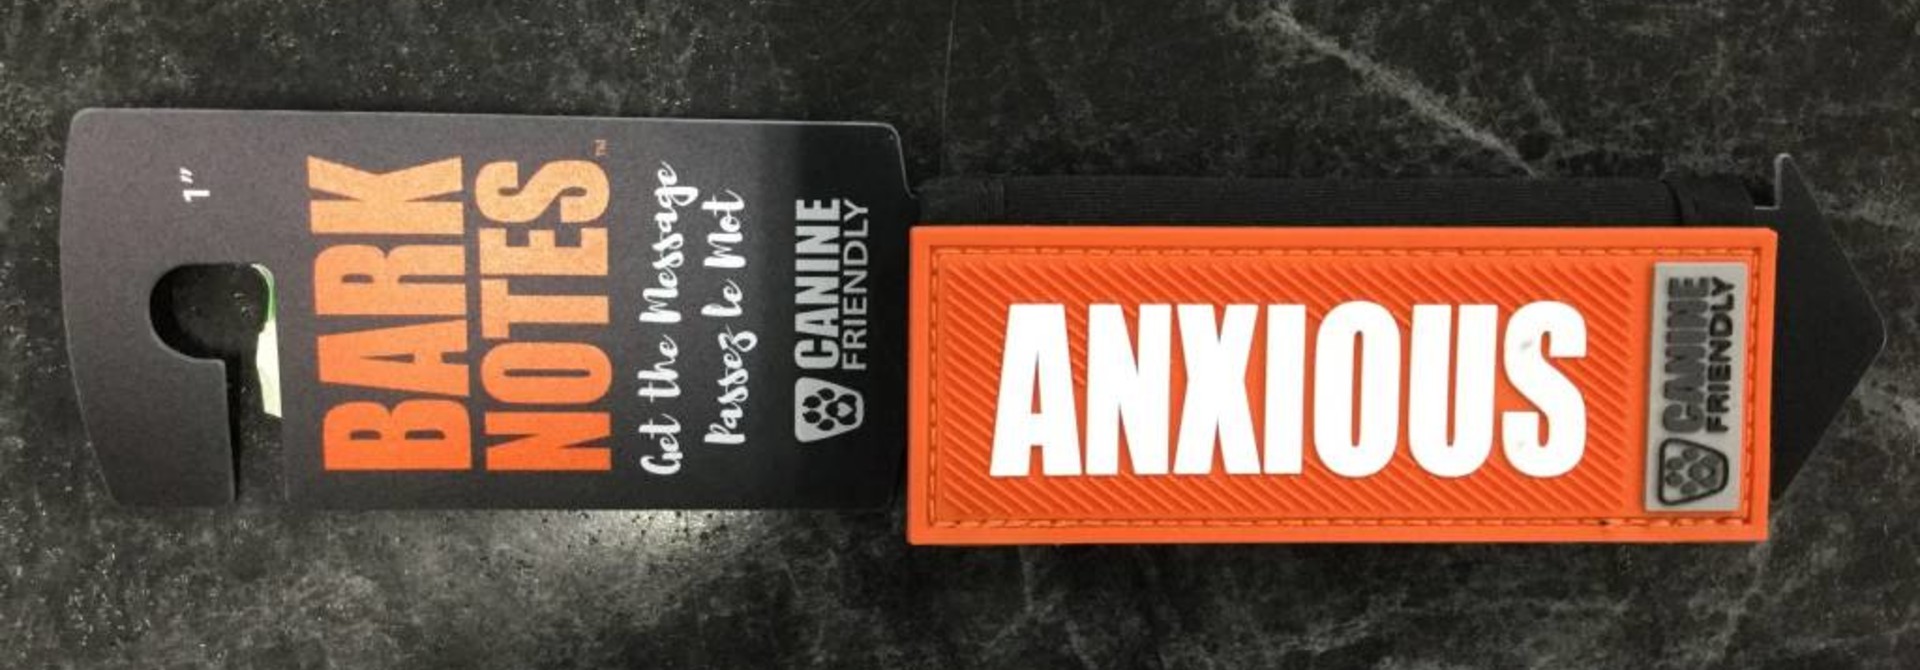 1"
BARK
NOTES™
Get the Message
Passez le Mot
CANINE
FRIENDLY
ANXIOUS
CANINE
FRIENDLY